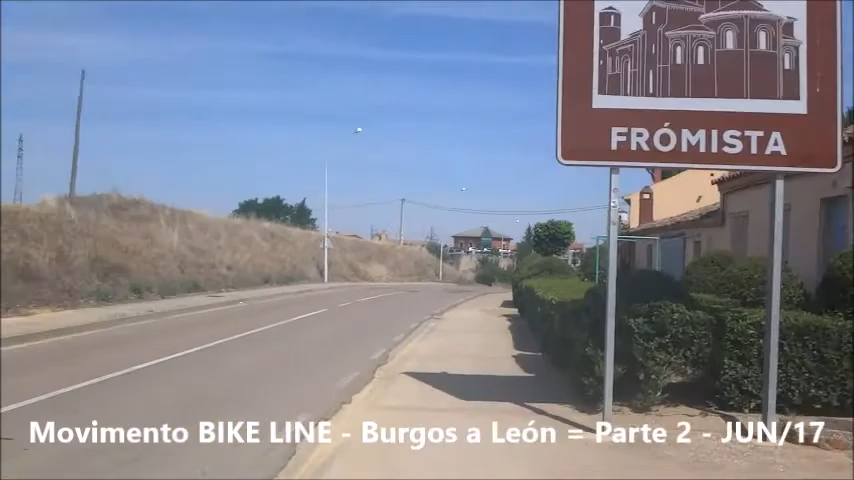 FRÓMISTA
Movimento BIKE LINE - Burgos a León = Parte 2 - JUN/17